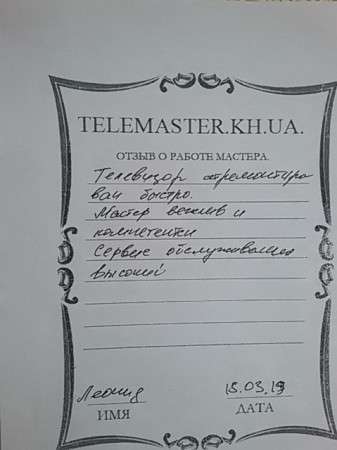 TELEMASTER.KH.UA.
ОТЗЫВ О РАБОТЕ МАСТЕРА.
Телевизор отремонтиро
ван быстро.
Мастер вежлив и
компетентен
Сервис обслуживания
высокий
Леонид 15.03.19
ИМЯ ДАТА